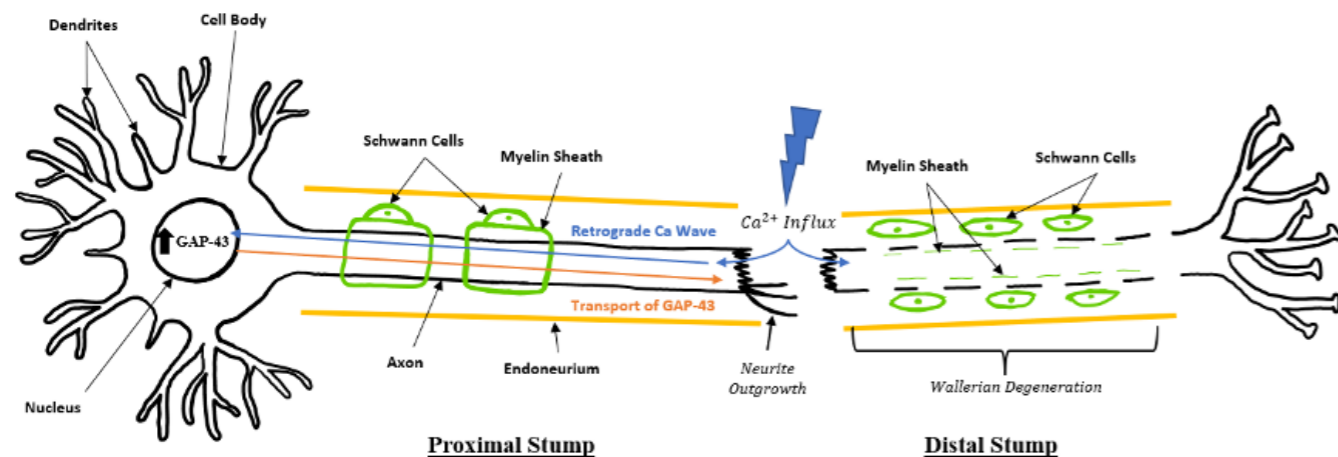 Dendrites
Cell Body
Schwann Cells
Myelin Sheath
Myelin Sheath
Schwann Cells
Ca²⁺ Influx
GAP-43
Retrograde Ca Wave
Transport of GAP-43
Axon
Endoneurium
Neurite
Outgrowth
Wallerian Degeneration
Nucleus
Proximal Stump
Distal Stump